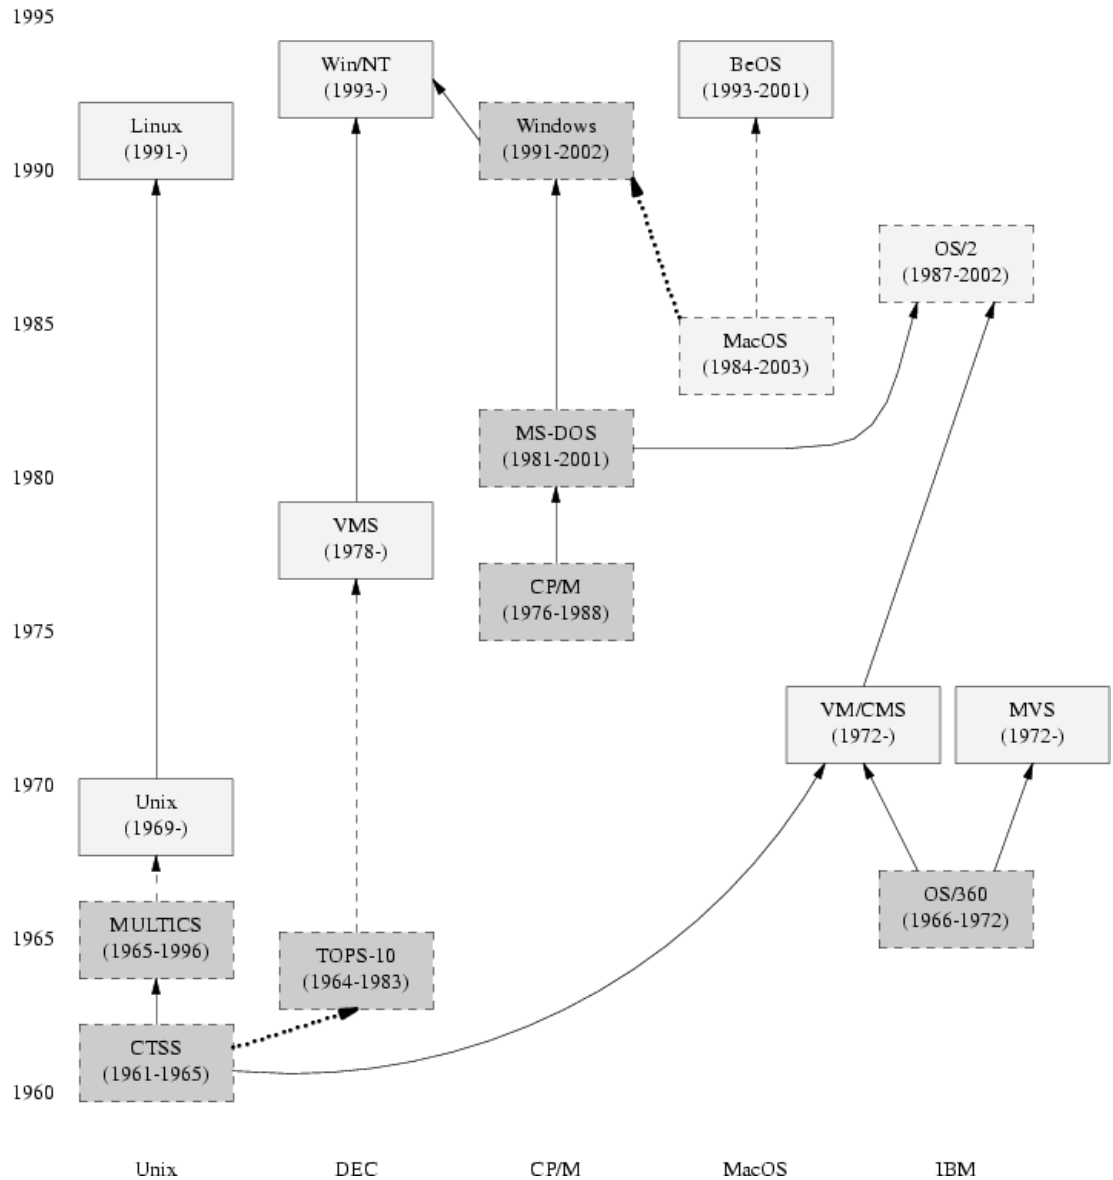 1995
Win/NT
(1993-)
BeOS
(1993-2001)
Linux
(1991-)
Windows
(1991-2002)
1990
OS/2
(1987-2002)
1985
MacOS
(1984-2003)
MS-DOS
(1981-2001)
1980
VMS
(1978-)
CP/M
(1976-1988)
1975
VM/CMS
(1972-)
MVS
(1972-)
1970
Unix
(1969-)
OS/360
(1966-1972)
MULTICS
(1965-1996)
1965
TOPS-10
(1964-1983)
CTSS
(1961-1965)
1960
Unix
DEC
CP/M
MacOS
IBM